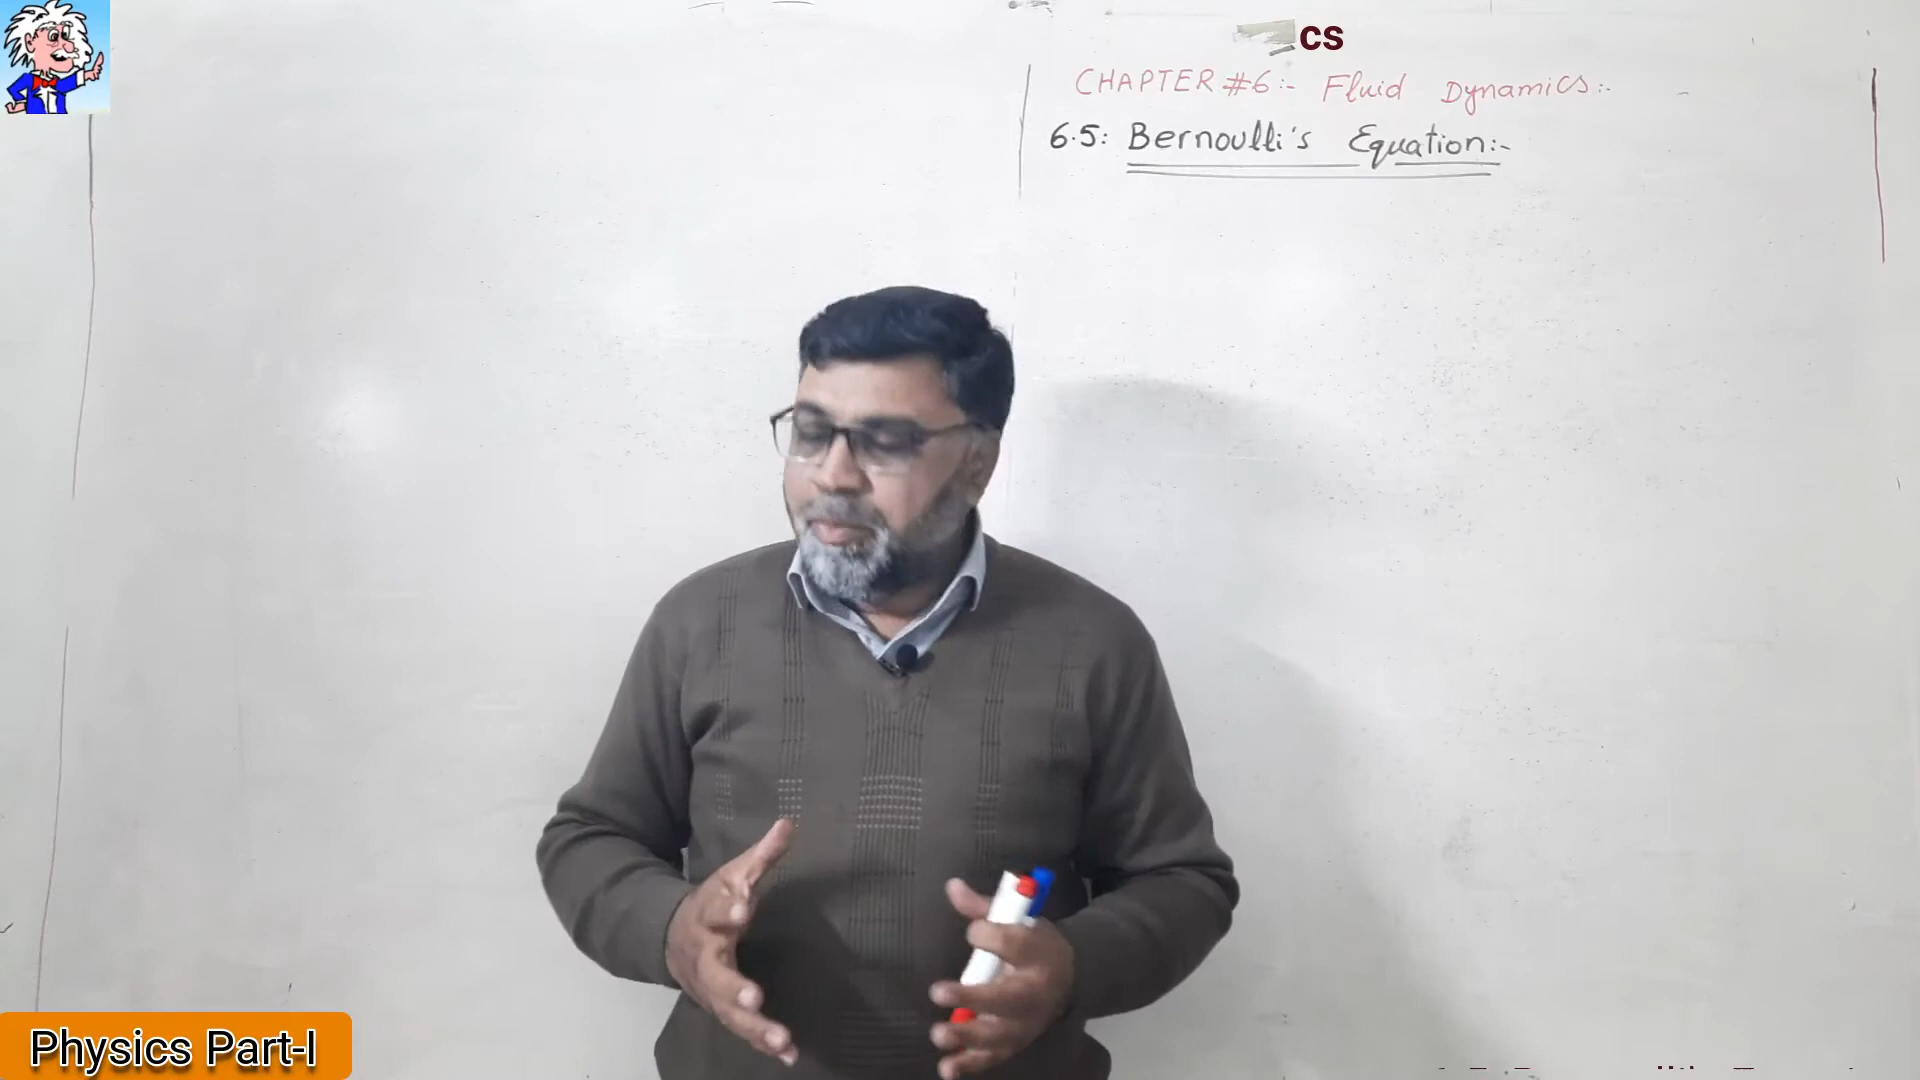 cs
CHAPTER #6:- Fluid Dynamics:-
6.5: Bernoulli's Equation:-
Physics Part-I